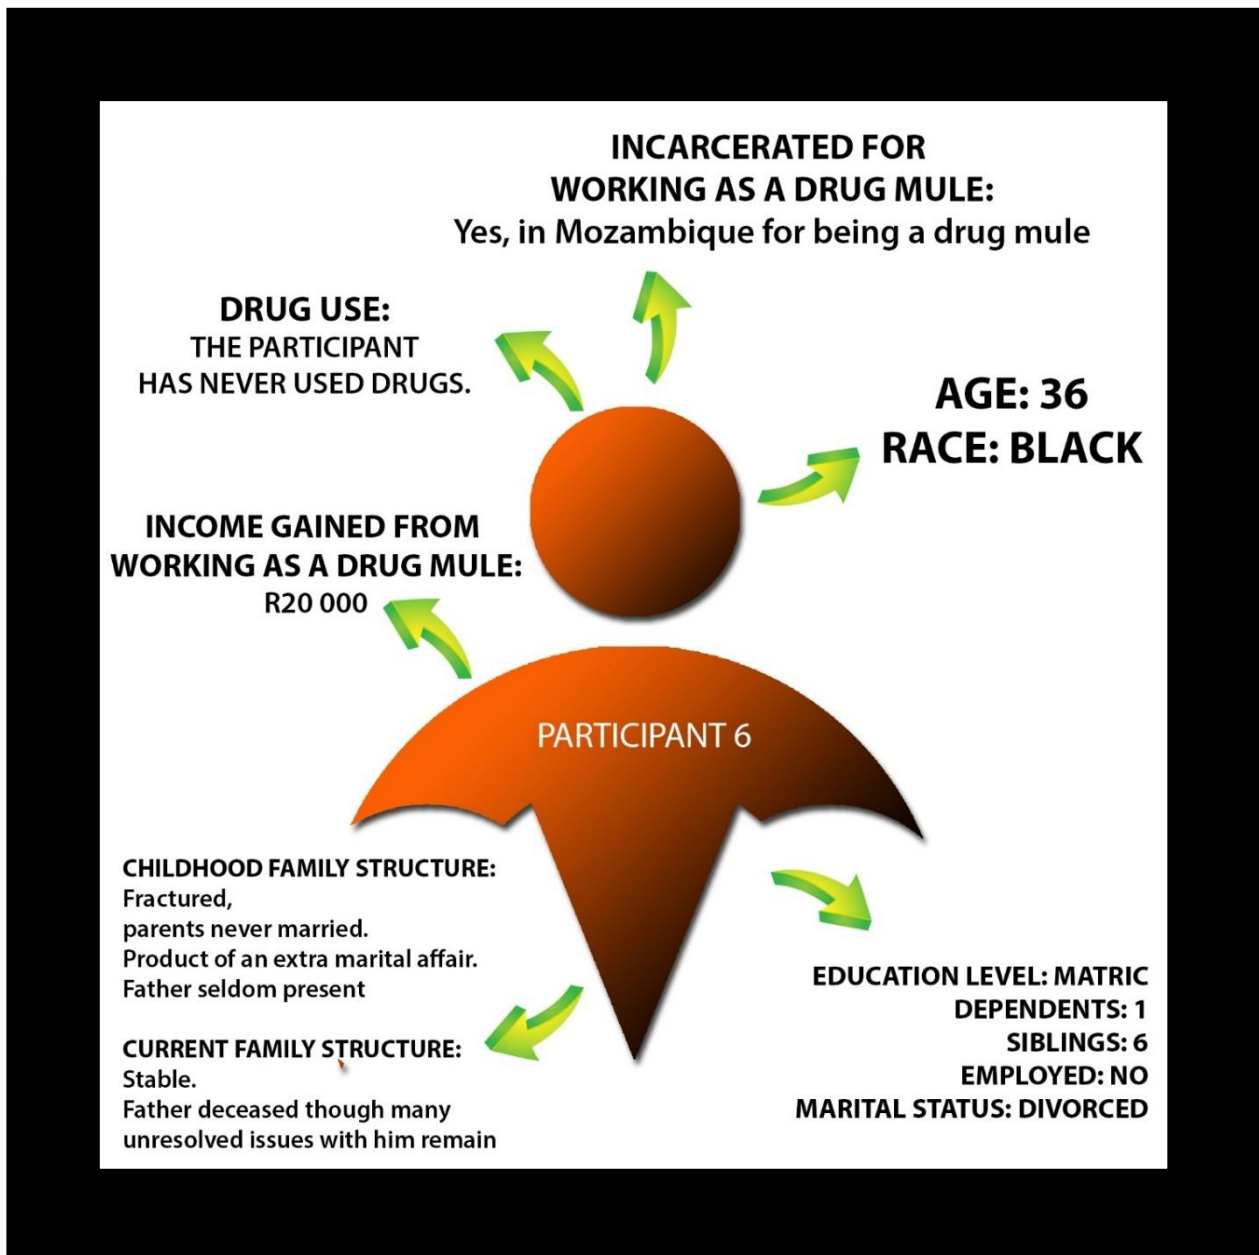 INCARCERATED FOR
WORKING AS A DRUG MULE:
Yes, in Mozambique for being a drug mule
DRUG USE:
THE PARTICIPANT
HAS NEVER USED DRUGS.
AGE: 36
RACE: BLACK
INCOME GAINED FROM
WORKING AS A DRUG MULE:
R20 000
PARTICIPANT 6
CHILDHOOD FAMILY STRUCTURE:
Fractured,
parents never married.
Product of an extra marital affair.
Father seldom present
CURRENT FAMILY STRUCTURE:
Stable.
Father deceased though many
unresolved issues with him remain
EDUCATION LEVEL: MATRIC
DEPENDENTS: 1
SIBLINGS: 6
EMPLOYED: NO
MARITAL STATUS: DIVORCED